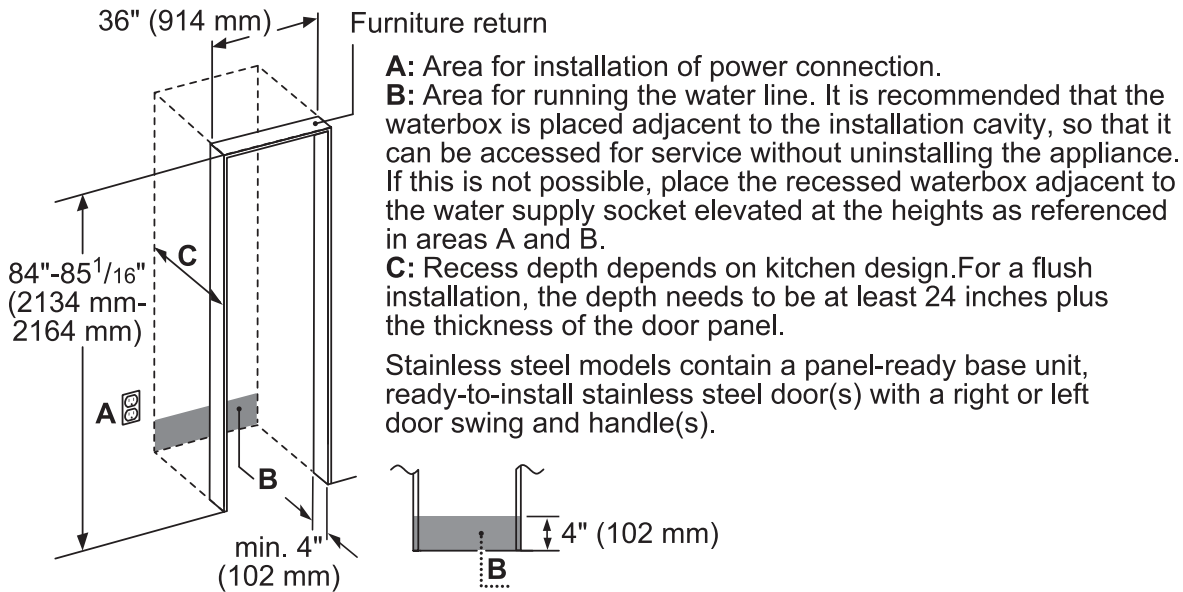 36" (914 mm)
Furniture return
A: Area for installation of power connection.
B: Area for running the water line. It is recommended that the
waterbox is placed adjacent to the installation cavity, so that it
can be accessed for service without uninstalling the appliance.
If this is not possible, place the recessed waterbox adjacent to
the water supply socket elevated at the heights as referenced
in areas A and B.
C: Recess depth depends on kitchen design.For a flush
installation, the depth needs to be at least 24 inches plus
the thickness of the door panel.
Stainless steel models contain a panel-ready base unit,
ready-to-install stainless steel door(s) with a right or left
door swing and handle(s).
C
84"-85 1/16"
(2134 mm-
2164 mm)
A
B
min. 4"
(102 mm)
4" (102 mm)
B